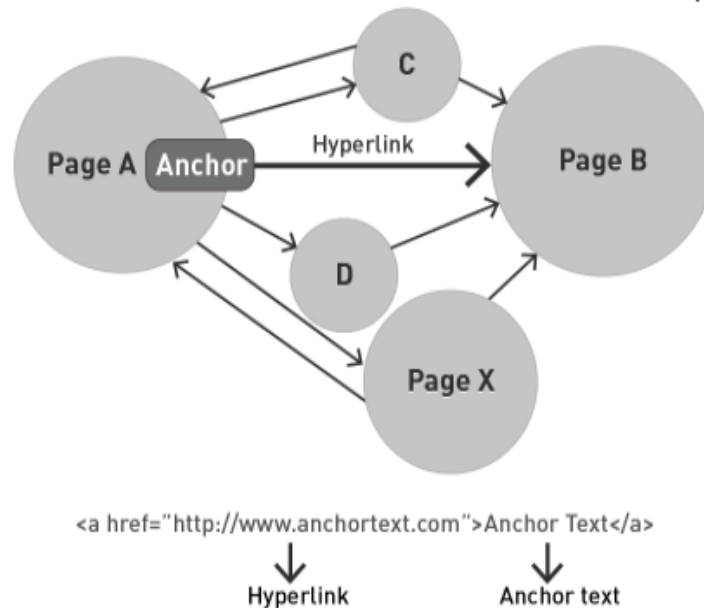 C
Hyperlink
Page A
Anchor
Page B
D
Page X
<a href="http://www.anchortext.com">Anchor Text</a>
Hyperlink
Anchor text